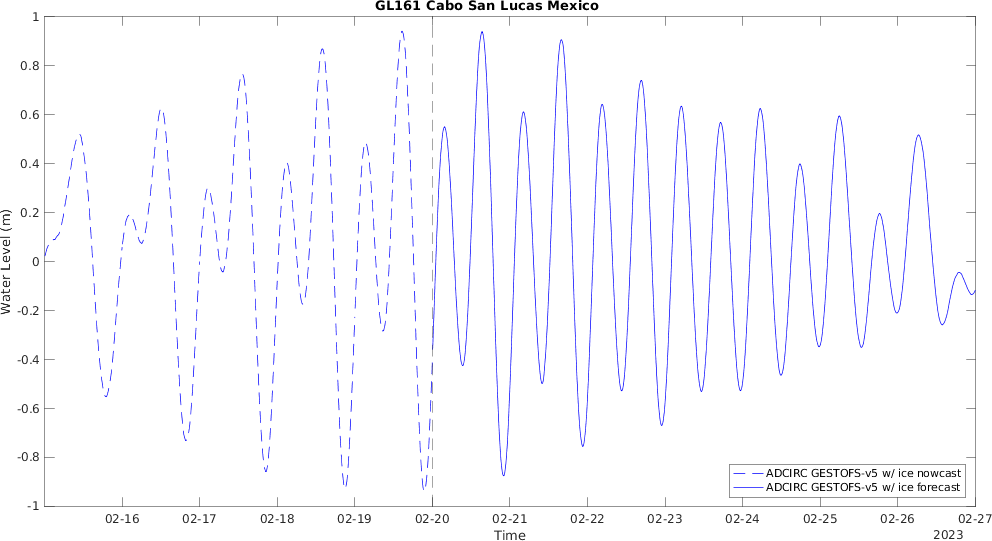 GL161 Cabo San Lucas Mexico
1
0.8
0.6
0.4
0.2
0
-0.2
-0.4
-0.6
-0.8
-1
Water Level (m)
ADCIRC GESTOFS-v5 w/ ice nowcast
ADCIRC GESTOFS-v5 w/ ice forecast
02-16 02-17 02-18 02-19 02-20 02-21 02-22 02-23 02-24 02-25 02-26 02-27
Time
2023